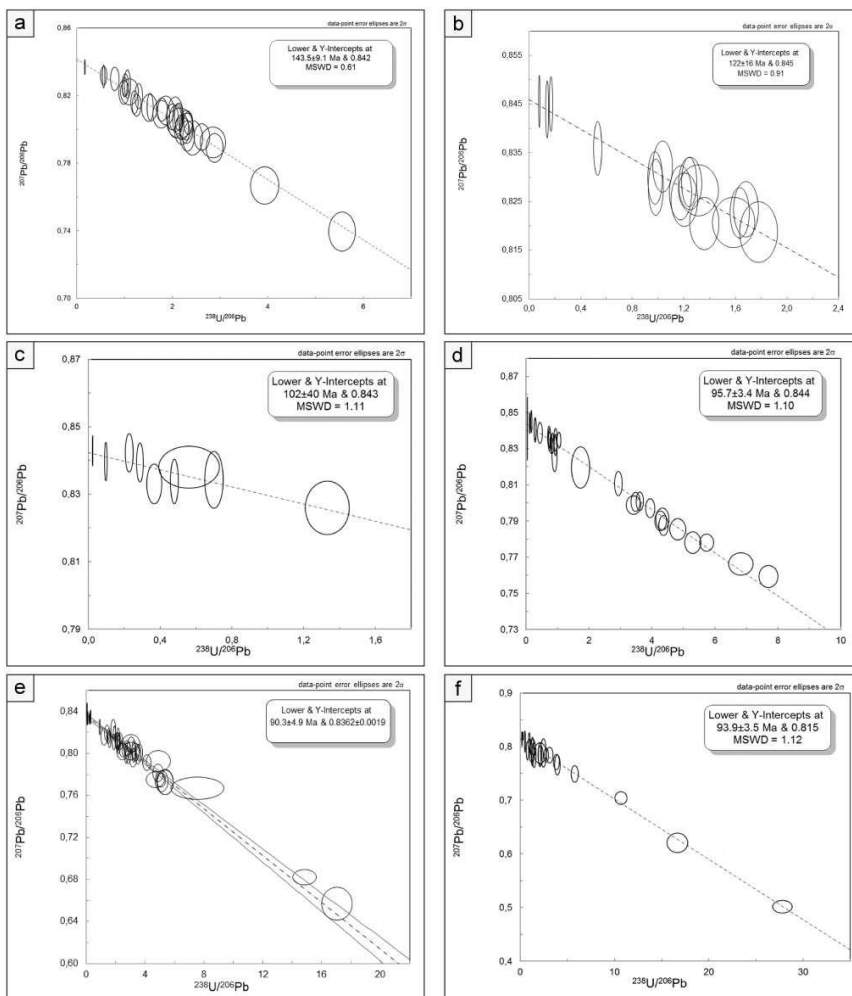 a
data-point error ellipses are 2σ
Lower & Y-Intercepts at
143.5±9.1 Ma & 0.842
MSWD = 0.61
0,86
0,82
0,78
0,74
0,70
²⁰⁷Pb/²⁰⁶Pb
0
2
4
6
²³⁸U/²⁰⁶Pb
b
data-point error ellipses are 2σ
Lower & Y-Intercepts at
122±16 Ma & 0.845
MSWD = 0.91
0,855
0,845
0,835
0,825
0,815
0,805
²⁰⁷Pb/²⁰⁶Pb
0,0
0,4
0,8
1,2
1,6
2,0
2,4
²³⁸U/²⁰⁶Pb
c
data-point error ellipses are 2σ
Lower & Y-Intercepts at
102±40 Ma & 0.843
MSWD = 1.11
0,87
0,85
0,83
0,81
0,79
²⁰⁷Pb/²⁰⁶Pb
0,0
0,4
0,8
1,2
1,6
²³⁸U/²⁰⁶Pb
d
data-point error ellipses are 2σ
Lower & Y-Intercepts at
95.7±3.4 Ma & 0.844
MSWD = 1.10
0,87
0,85
0,83
0,81
0,79
0,77
0,75
0,73
²⁰⁷Pb/²⁰⁶Pb
0
2
4
6
8
10
²³⁸U/²⁰⁶Pb
e
data-point error ellipses are 2σ
Lower & Y-Intercepts at
90.3±4.9 Ma & 0.8362±0.0019
0,84
0,80
0,76
0,72
0,68
0,64
0,60
²⁰⁷Pb/²⁰⁶Pb
0
4
8
12
16
20
²³⁸U/²⁰⁶Pb
f
data-point error ellipses are 2σ
Lower & Y-Intercepts at
93.9±3.5 Ma & 0.815
MSWD = 1.12
0,9
0,8
0,7
0,6
0,5
0,4
²⁰⁷Pb/²⁰⁶Pb
0
10
20
30
²³⁸U/²⁰⁶Pb